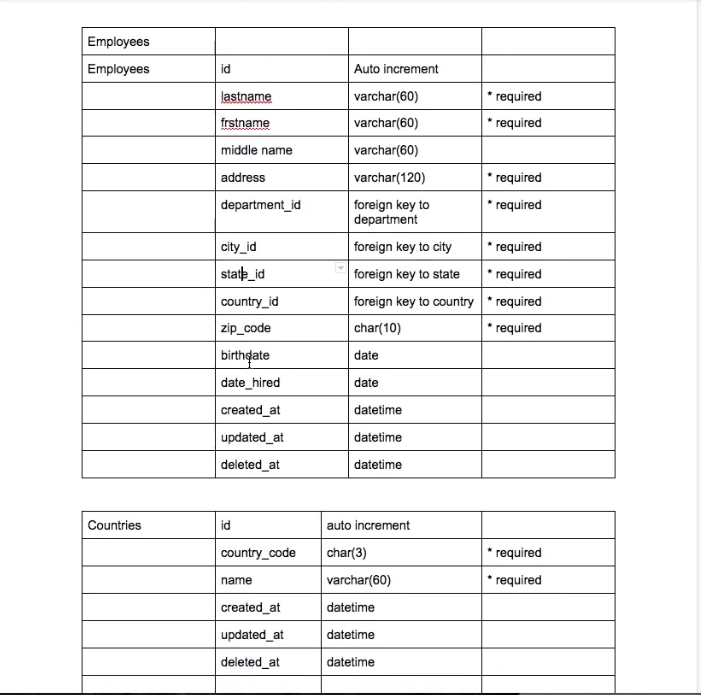 Employees
Employees id Auto increment
lastname varchar(60) * required
frstname varchar(60) * required
middle name varchar(60)
address varchar(120) * required
department_id foreign key to * required
department
city_id foreign key to city * required
state_id foreign key to state * required
country_id foreign key to country * required
zip_code char(10) * required
birthdate date
date_hired date
created_at datetime
updated_at datetime
deleted_at datetime
Countries id auto increment
country_code char(3) * required
name varchar(60) * required
created_at datetime
updated_at datetime
deleted_at datetime